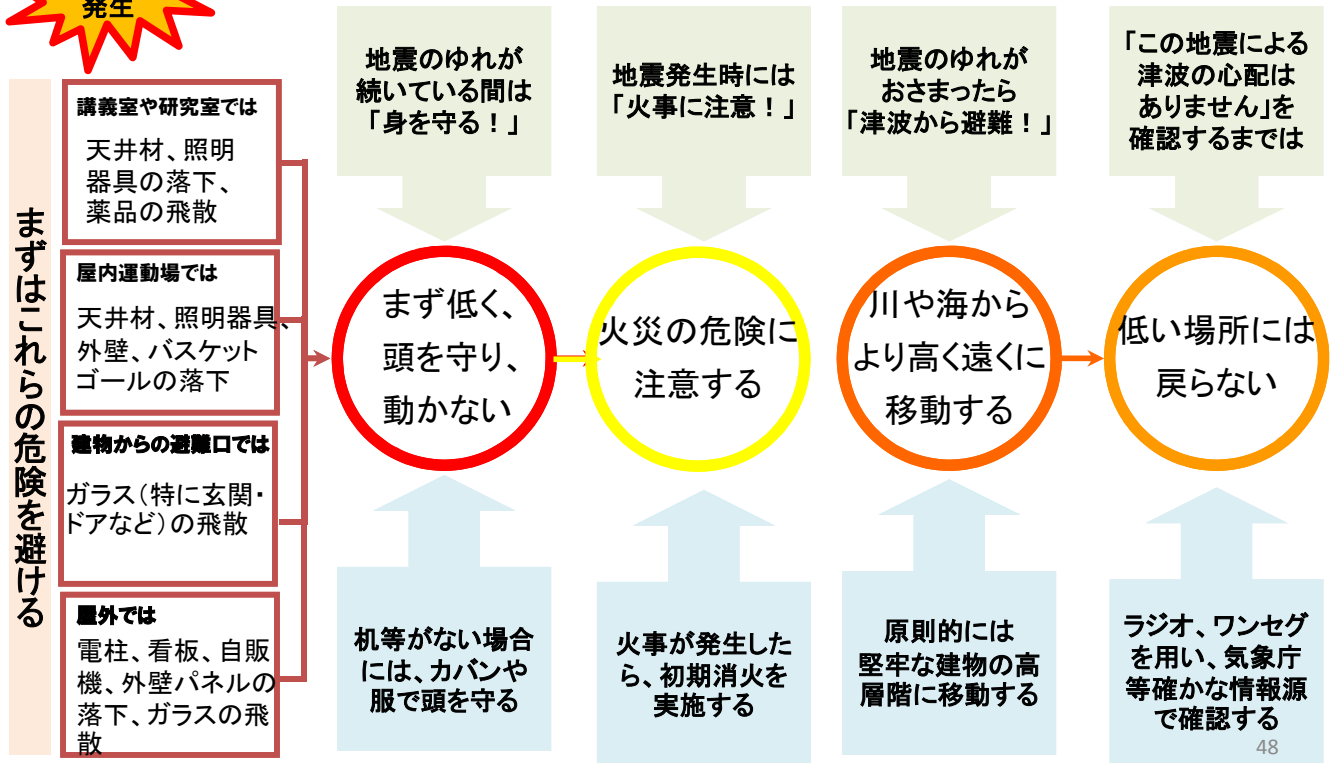 発生
まずはこれらの危険を避ける
講義室や研究室では
天井材、照明
器具の落下、
薬品の飛散
屋内運動場では
天井材、照明器具、
外壁、バスケット
ゴールの落下
建物からの避難口では
ガラス(特に玄関・
ドアなど)の飛散
屋外では
電柱、看板、自販
機、外壁パネルの
落下、ガラスの飛
散
地震のゆれが
続いている間は
「身を守る！」
まず低く、
頭を守り、
動かない
机等がない場合
には、カバンや
服で頭を守る
地震発生時には
「火事に注意！」
火災の危険に
注意する
火事が発生した
ら、初期消火を
実施する
地震のゆれが
おさまったら
「津波から避難！」
川や海から
より高く遠くに
移動する
原則的には
堅牢な建物の高
層階に移動する
「この地震による
津波の心配は
ありません」を
確認するまでは
低い場所には
戻らない
ラジオ、ワンセグ
を用い、気象庁
等確かな情報源
で確認する
48